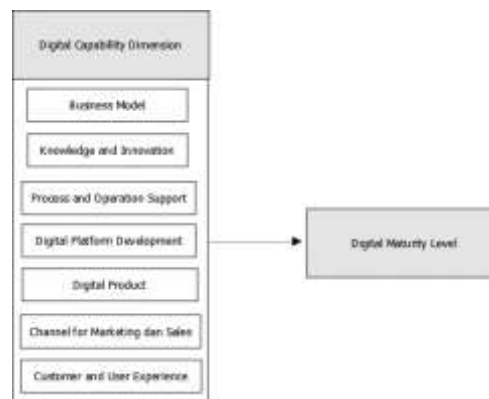 Digital Capability Dimension
Business Model
Knowledge and Innovation
Process and Operation Support
Digital Platform Development
Digital Maturity Level
Digital Product
Channel for Marketing dan Sales
Customer and User Experience